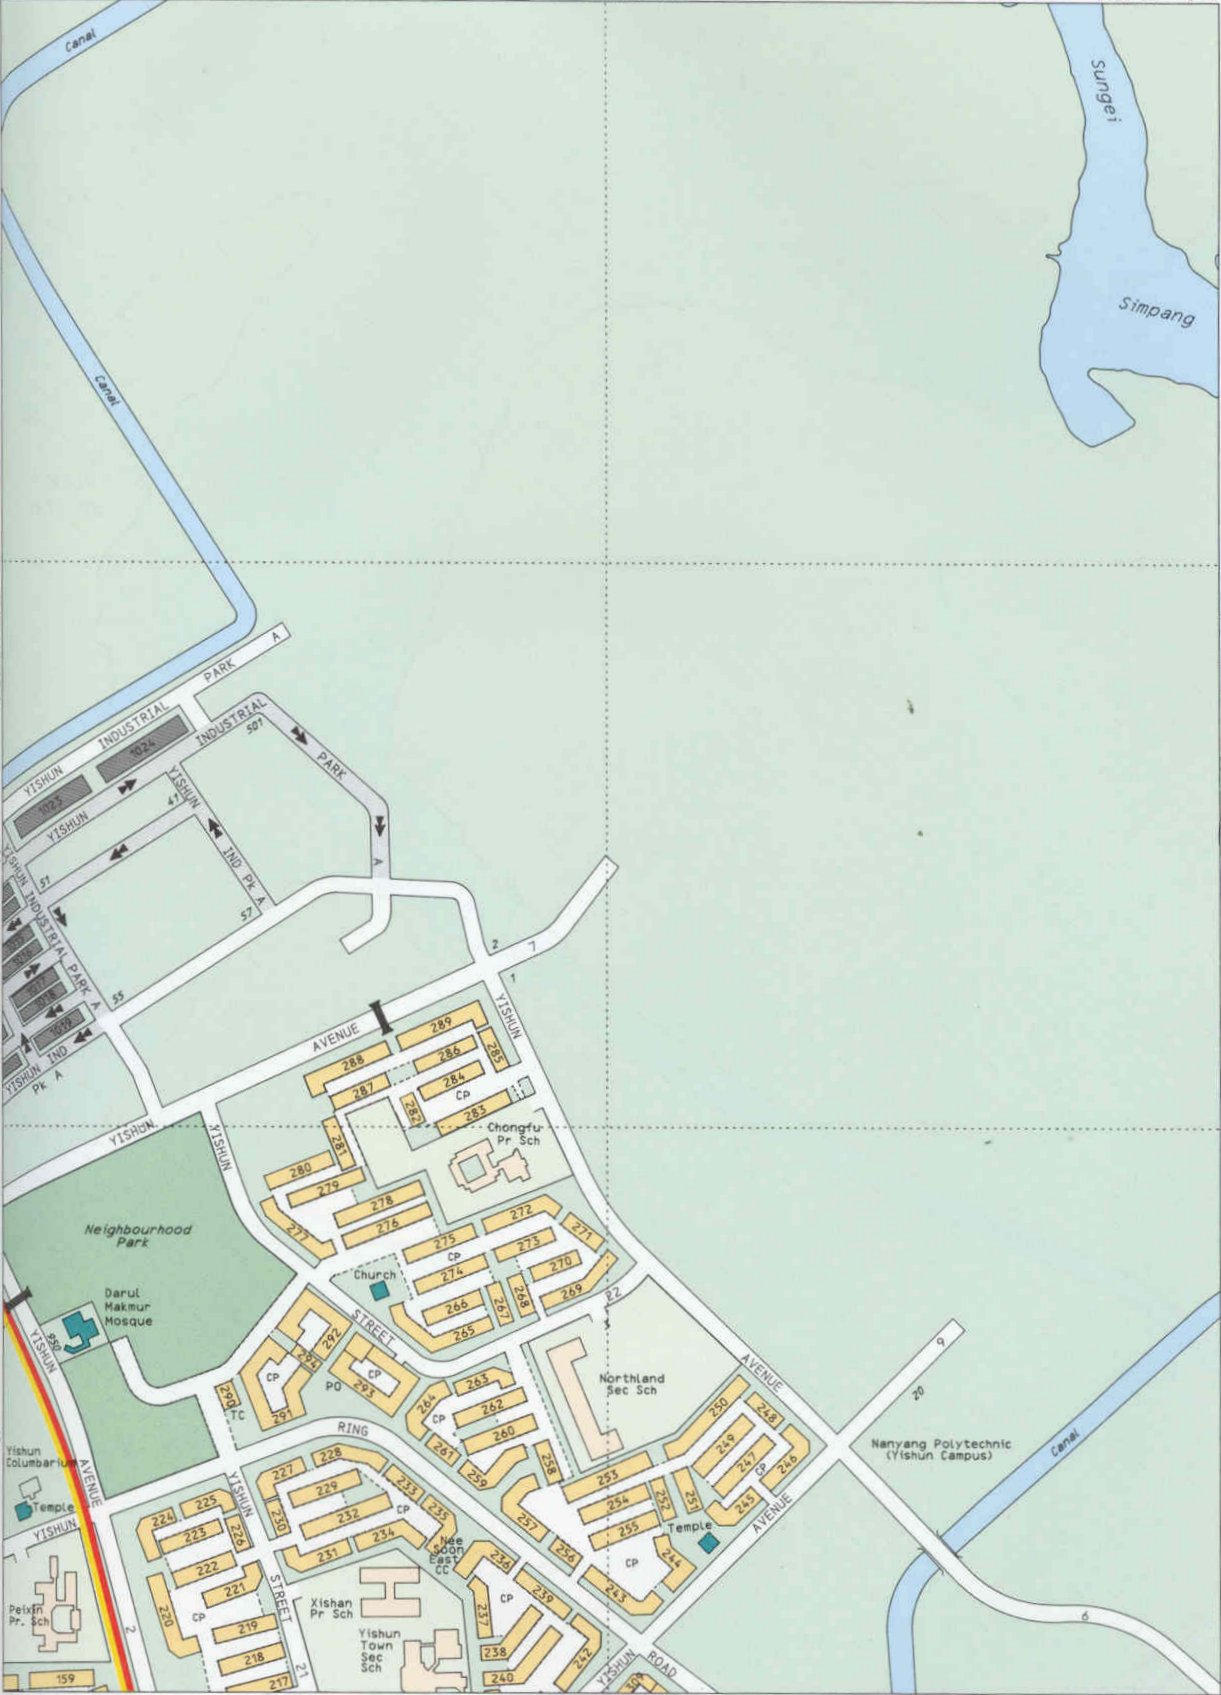 Canal
Sungei
Simpang
Canal
PARK A
YISHUN INDUSTRIAL
INDUSTRIAL
1024
501
PARK
YISHUN
1023
YISHUN
41
IND PK A
A
51
57
YISHUN INDUSTRIAL PARK A
1017
1018
1019
55
YISHUN IND
PK A
2
7
1
YISHUN
AVENUE
289
288
286
285
287
284
CP
282
283
Chongfu
Pr Sch
YISHUN
YISHUN
281
280
279
278
276
277
272
271
275
CP
273
274
270
269
268
267
266
265
22
Neighbourhood
Park
Church
Darul
Makmur
Mosque
950
YISHUN
STREET
292
294
CP
CP
293
PO
290
TC
291
263
264
262
CP
260
261
259
258
Northland
Sec Sch
AVENUE
9
20
Nanyang Polytechnic
(Yishun Campus)
Canal
250
248
249
247
CP
246
245
AVENUE
RING
228
227
229
233
CP
235
232
230
234
231
253
254
252
251
255
Temple
257
256
CP
244
243
Yishun
Columbarium
Temple
AVENUE
YISHUN
YISHUN
225
224
223
226
222
221
220
CP
219
218
217
STREET
21
Nee
Soon
East
CC
236
CP
239
237
238
240
242
YISHUN
ROAD
309
6
Xishan
Pr Sch
Yishun
Town
Sec
Sch
Peixin
Pr. Sch
2
159